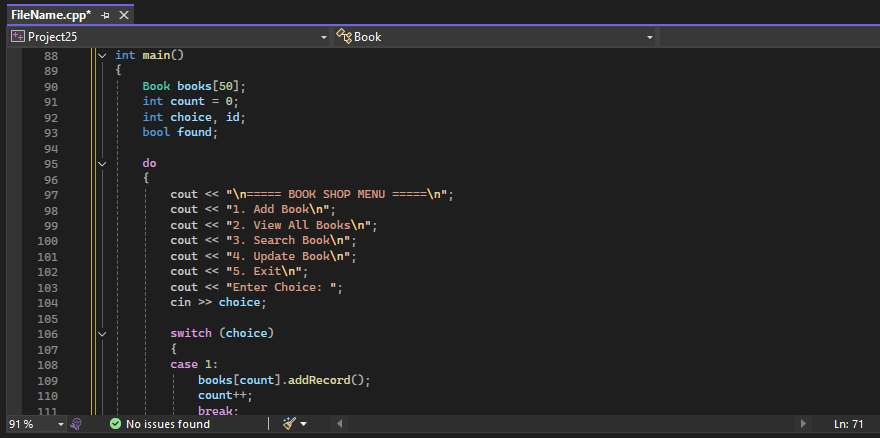 FileName.cpp*
Project25 Book
88 int main()
89 {
90 Book books[50];
91 int count = 0;
92 int choice, id;
93 bool found;
94
95 do
96 {
97 cout << "\n===== BOOK SHOP MENU =====\n";
98 cout << "1. Add Book\n";
99 cout << "2. View All Books\n";
100 cout << "3. Search Book\n";
101 cout << "4. Update Book\n";
102 cout << "5. Exit\n";
103 cout << "Enter Choice: ";
104 cin >> choice;
105
106 switch (choice)
107 {
108 case 1:
109 books[count].addRecord();
110 count++;
111 break;
91 % No issues found Ln: 71